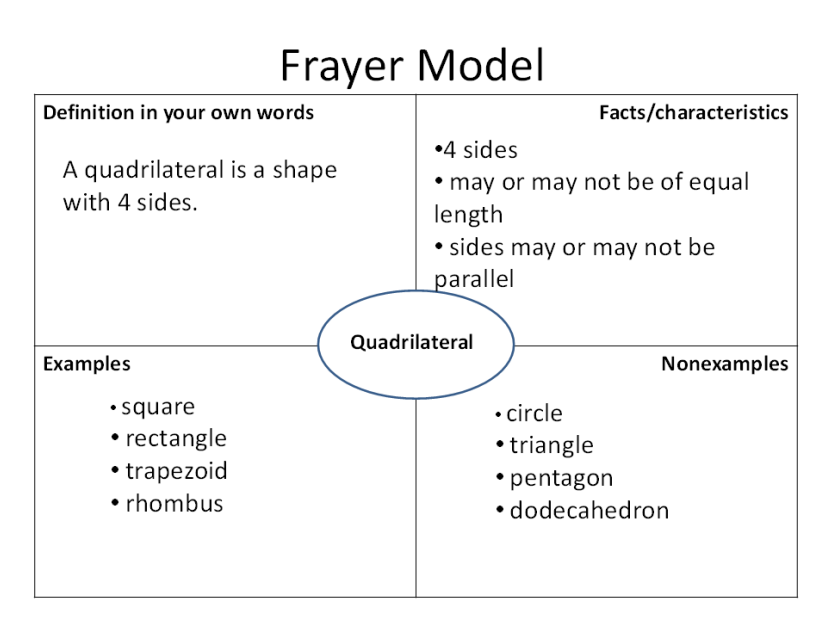 Frayer Model
Definition in your own words
A quadrilateral is a shape
with 4 sides.
Facts/characteristics
•4 sides
• may or may not be of equal
length
• sides may or may not be
parallel
Quadrilateral
Examples
• square
• rectangle
• trapezoid
• rhombus
Nonexamples
• circle
• triangle
• pentagon
• dodecahedron